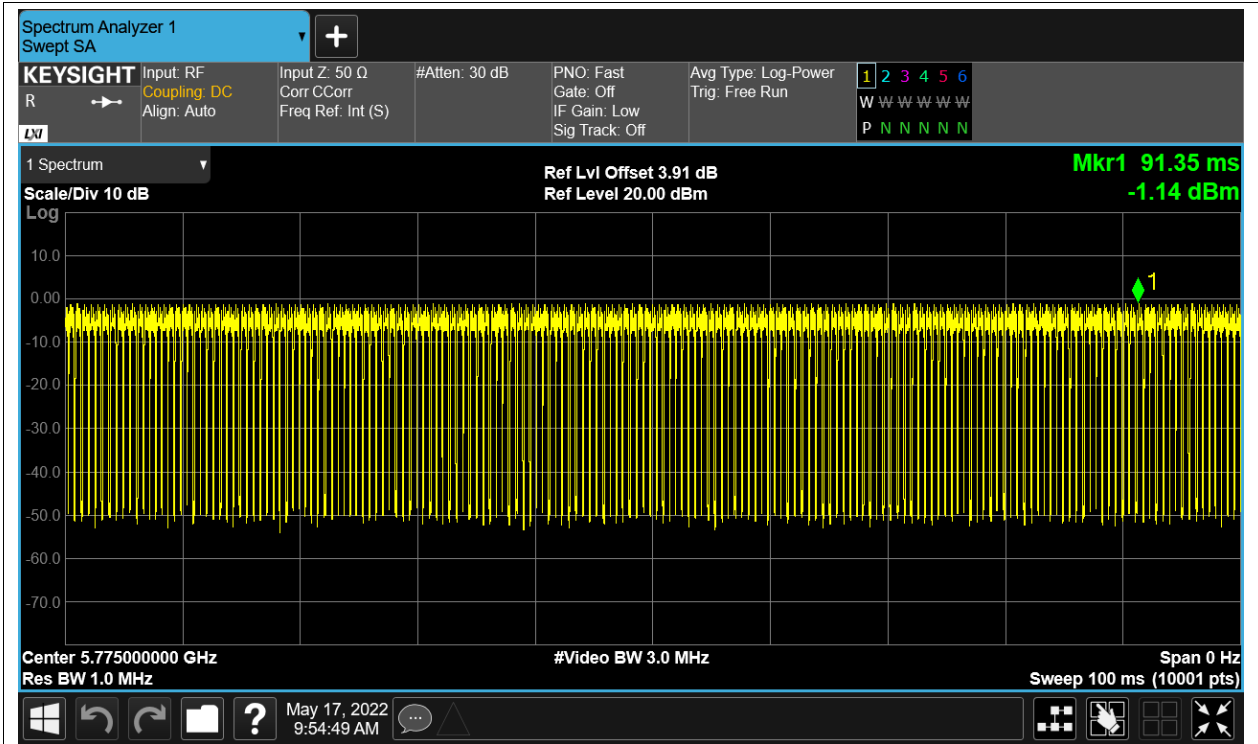 Spectrum Analyzer 1
Swept SA
+
KEYSIGHT
R
LXI
Input: RF
Coupling: DC
Align: Auto
Input Z: 50 Ω
Corr CCorr
Freq Ref: Int (S)
#Atten: 30 dB
PNO: Fast
Gate: Off
IF Gain: Low
Sig Track: Off
Avg Type: Log-Power
Trig: Free Run
1 2 3 4 5 6
W W W W W W
P N N N N N
1 Spectrum
Scale/Div 10 dB
Log
Ref Lvl Offset 3.91 dB
Ref Level 20.00 dBm
Mkr1 91.35 ms
-1.14 dBm
1
10.0
0.00
-10.0
-20.0
-30.0
-40.0
-50.0
-60.0
-70.0
Center 5.775000000 GHz
Res BW 1.0 MHz
#Video BW 3.0 MHz
Span 0 Hz
Sweep 100 ms (10001 pts)
?
May 17, 2022
9:54:49 AM